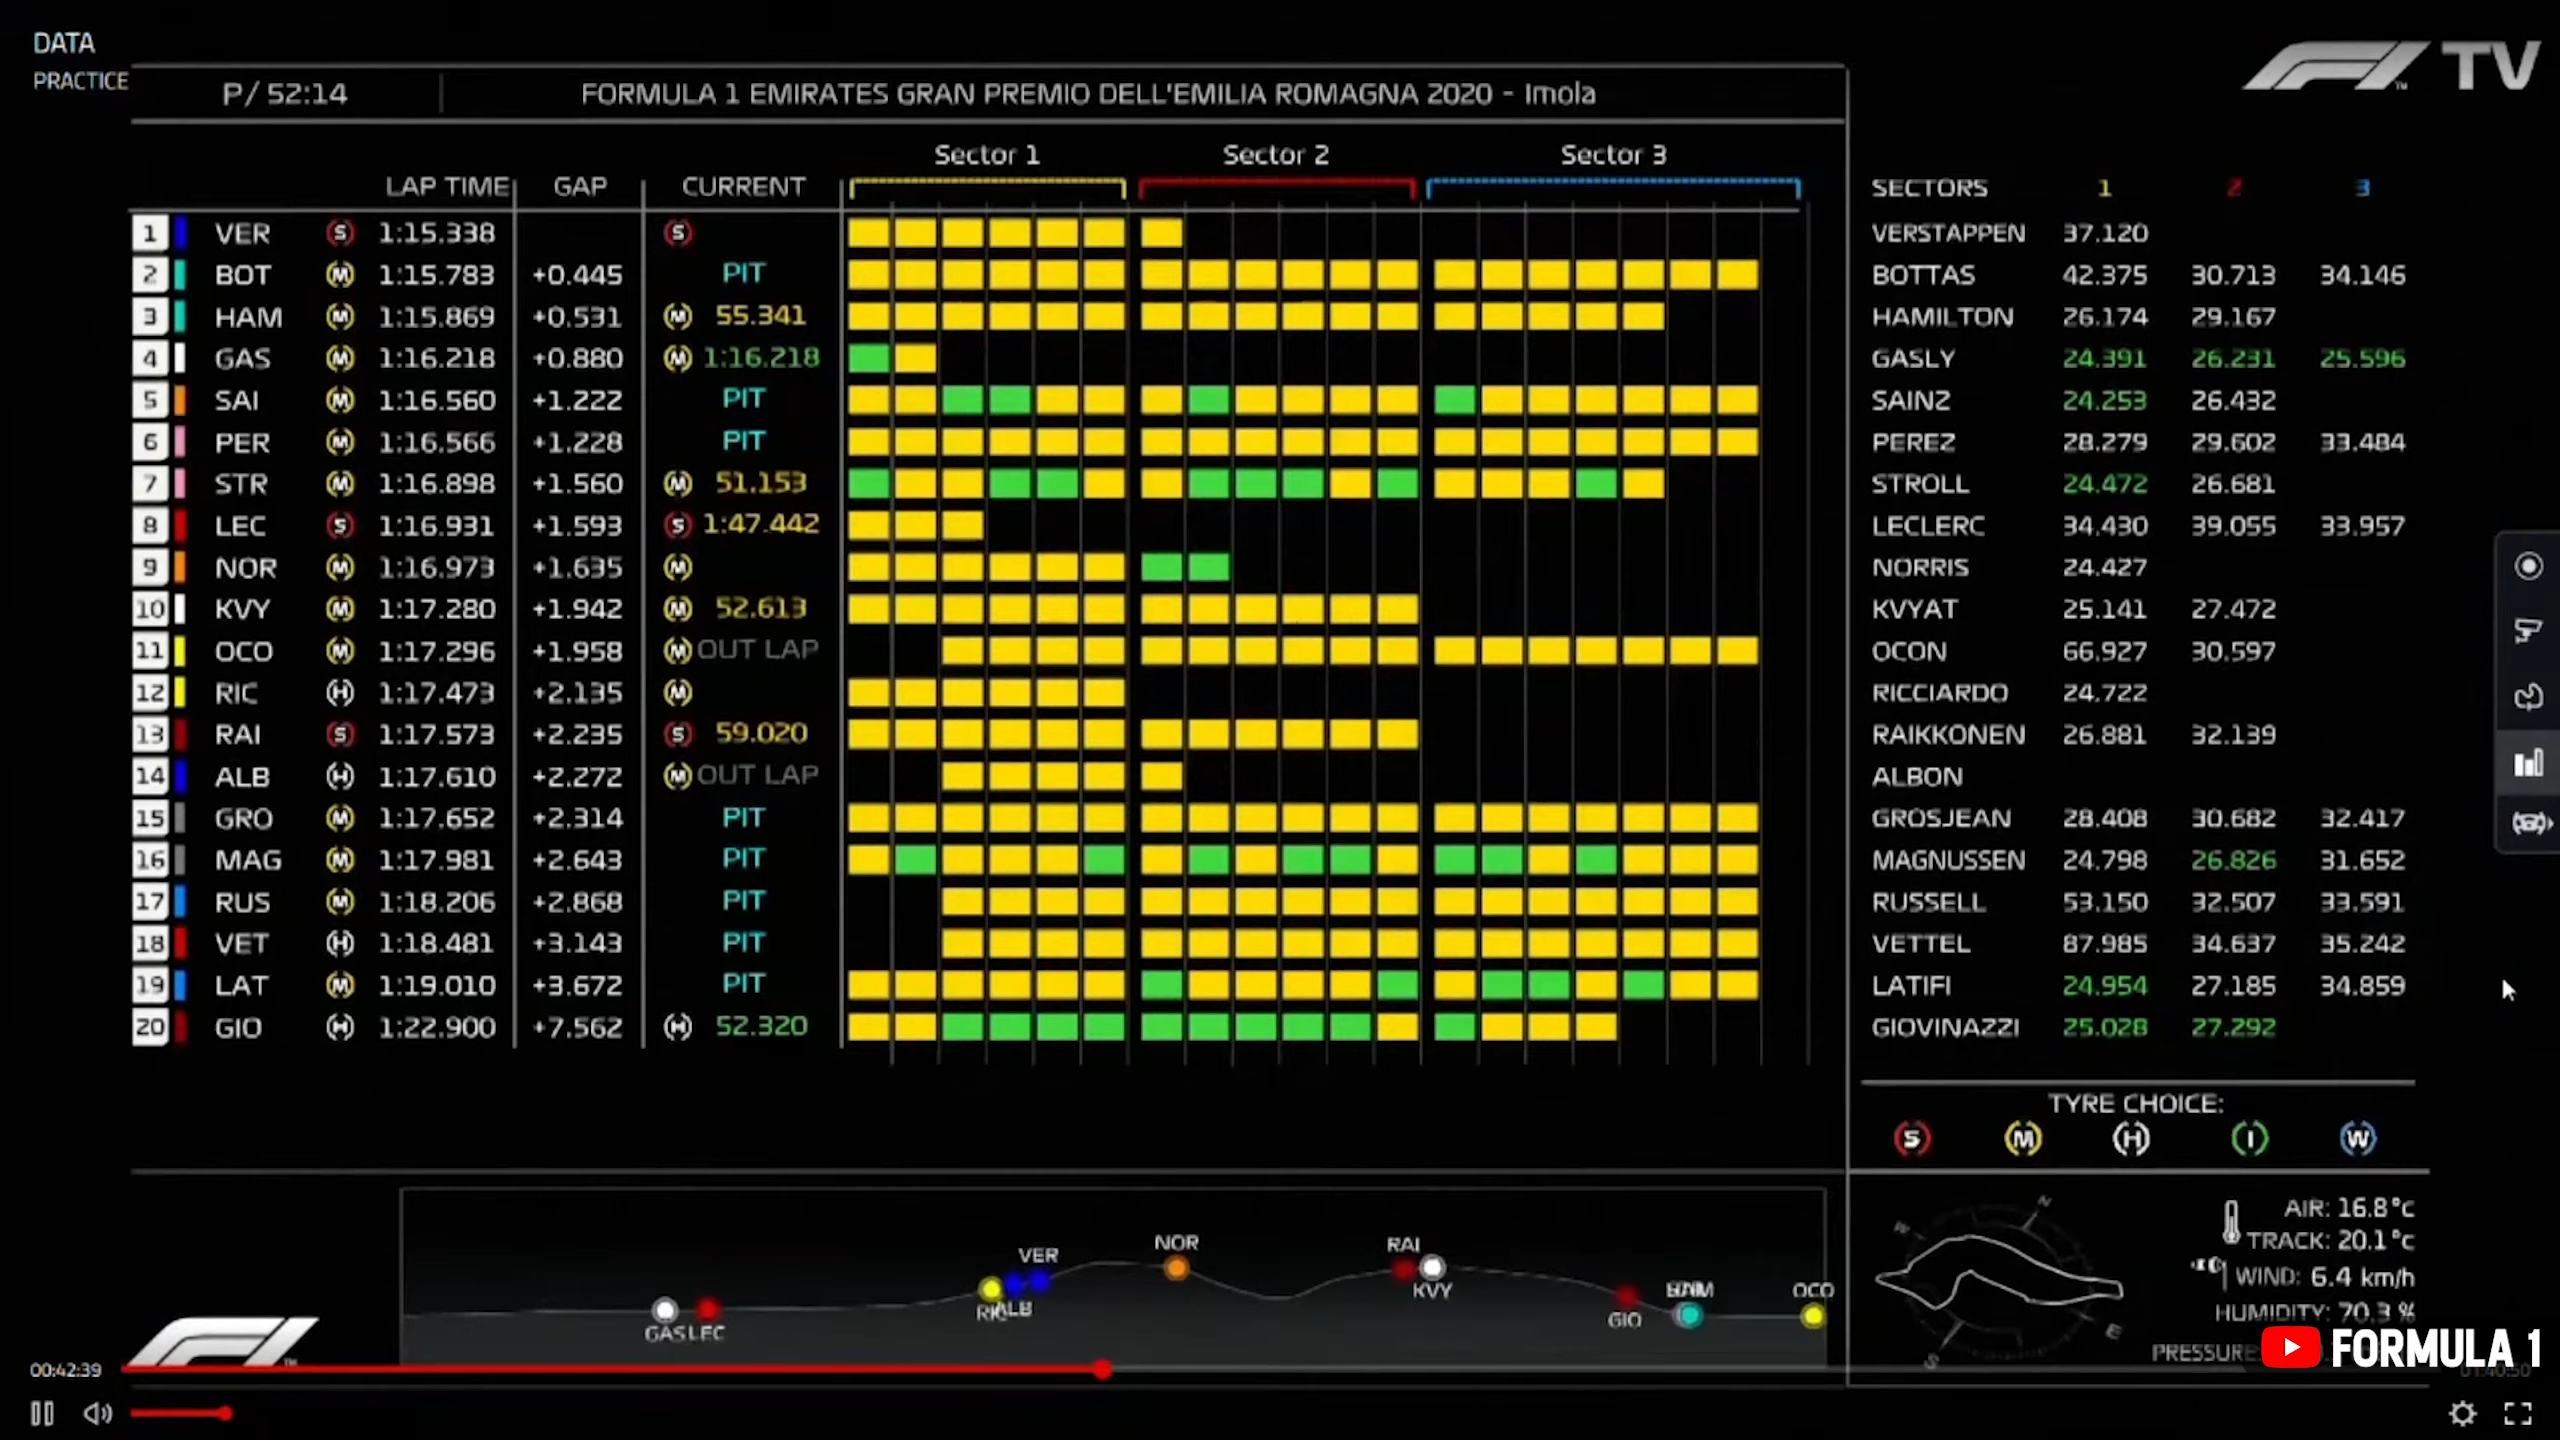 DATA
PRACTICE
TV
P/ 52:14 FORMULA 1 EMIRATES GRAN PREMIO DELL'EMILIA ROMAGNA 2020 - Imola
Sector 1 Sector 2 Sector 3
LAP TIME GAP CURRENT SECTORS 1 2 3
1 VER S 1:15.338 S VERSTAPPEN 37.120
2 BOT M 1:15.783 +0.445 PIT BOTTAS 42.375 30.713 34.146
3 HAM M 1:15.869 +0.531 M 55.341 HAMILTON 26.174 29.167
4 GAS M 1:16.218 +0.880 M 1:16.218 GASLY 24.391 26.231 25.596
5 SAI M 1:16.560 +1.222 PIT SAINZ 24.253 26.432
6 PER M 1:16.566 +1.228 PIT PEREZ 28.279 29.602 33.484
7 STR M 1:16.898 +1.560 M 51.153 STROLL 24.472 26.681
8 LEC S 1:16.931 +1.593 S 1:47.442 LECLERC 34.430 39.055 33.957
9 NOR M 1:16.973 +1.635 M NORRIS 24.427
10 KVY M 1:17.280 +1.942 M 52.613 KVYAT 25.141 27.472
11 OCO M 1:17.296 +1.958 M OUT LAP OCON 66.927 30.597
12 RIC H 1:17.473 +2.135 M RICCIARDO 24.722
13 RAI S 1:17.573 +2.235 S 59.020 RAIKKONEN 26.881 32.139
14 ALB H 1:17.610 +2.272 M OUT LAP ALBON
15 GRO M 1:17.652 +2.314 PIT GROSJEAN 28.408 30.682 32.417
16 MAG M 1:17.981 +2.643 PIT MAGNUSSEN 24.798 26.826 31.652
17 RUS M 1:18.206 +2.868 PIT RUSSELL 53.150 32.507 33.591
18 VET H 1:18.481 +3.143 PIT VETTEL 87.985 34.637 35.242
19 LAT M 1:19.010 +3.672 PIT LATIFI 24.954 27.185 34.859
20 GIO H 1:22.900 +7.562 H 52.320 GIOVINAZZI 25.028 27.292
TYRE CHOICE:
S M H I W
VER NOR RAI OCO
GAS LEC ALB KVY GIO
N W E S
AIR: 16.8°c
TRACK: 20.1°c
WIND: 6.4 km/h
HUMIDITY: 70.3 %
PRESSURE:
FORMULA 1
00:42:39 01:40:50